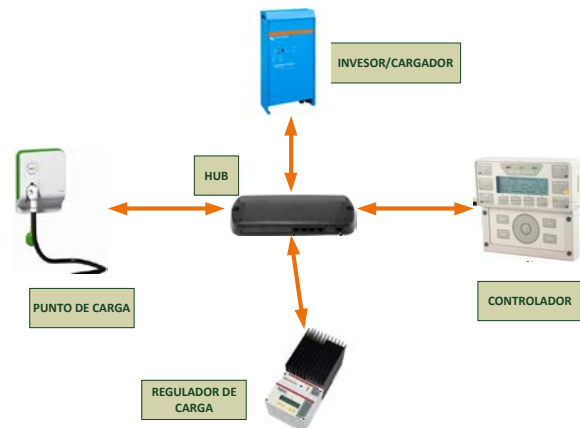 INVESOR/CARGADOR
HUB
PUNTO DE CARGA
CONTROLADOR
REGULADOR DE
CARGA